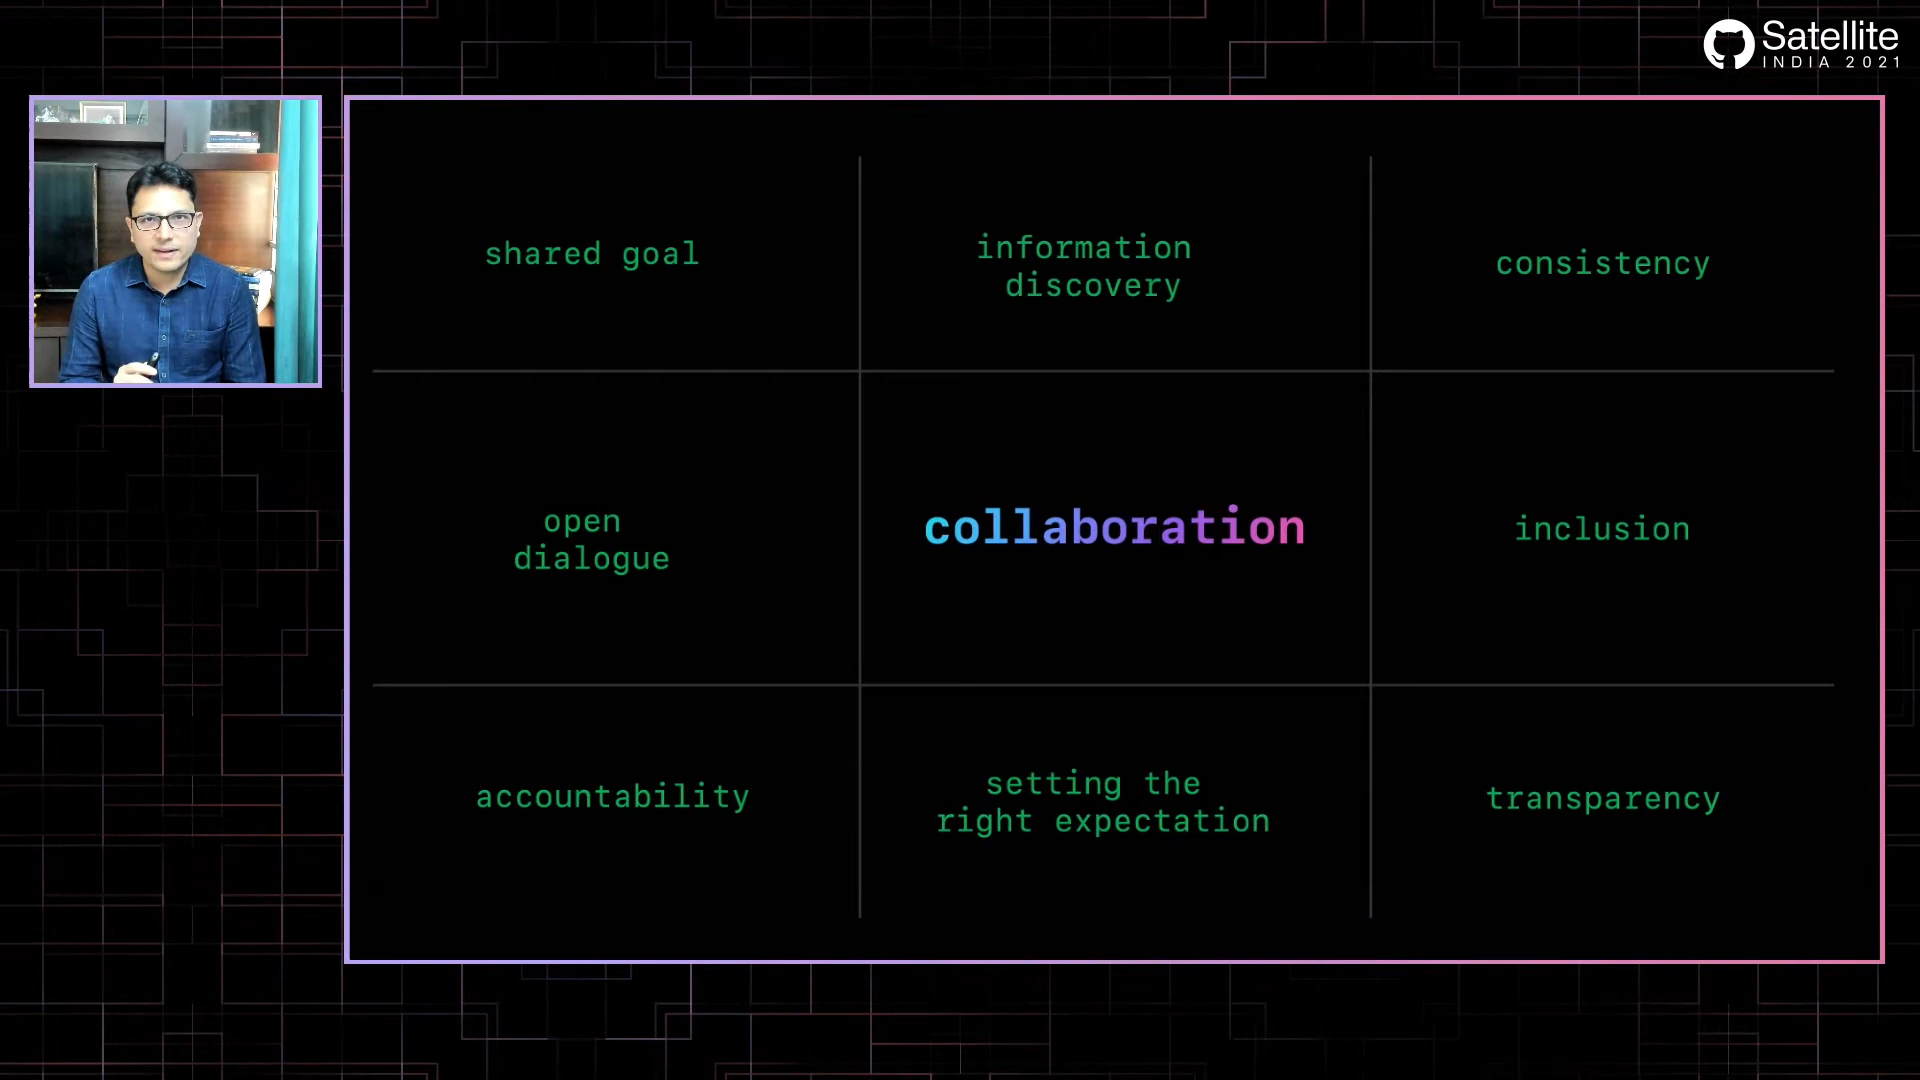 Satellite
INDIA 2021
shared goal
information
discovery
consistency
open
dialogue
collaboration
inclusion
accountability
setting the
right expectation
transparency